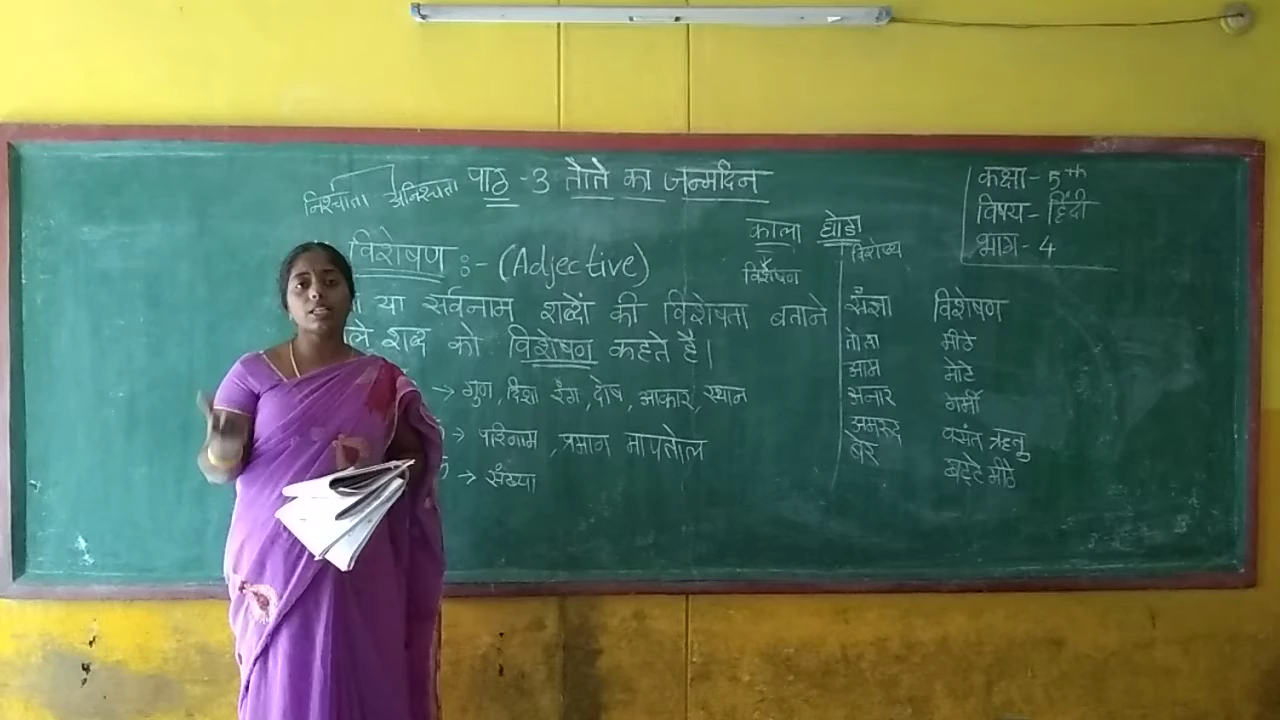 पाठ -3 तोते का जन्मदिन
कक्षा- 5th
विषय- हिंदी
भाग- 4
काला घोडा
विशेषण विशेष्य
विशेषण :- (Adjective)
या सर्वनाम शब्दों की विशेषता बताने
ले शब्द को विशेषण कहते है।
→ गुण, दिशा रंग, दोष, आकार, स्थान
→ परिणाम, प्रमाण मापतोल
→ सँख्या
सँज्ञा विशेषण
तोता मीठे
आम मोटे
अनार गर्मी
अमरुद वसंत ऋतु
बेर खट्टे मीठे